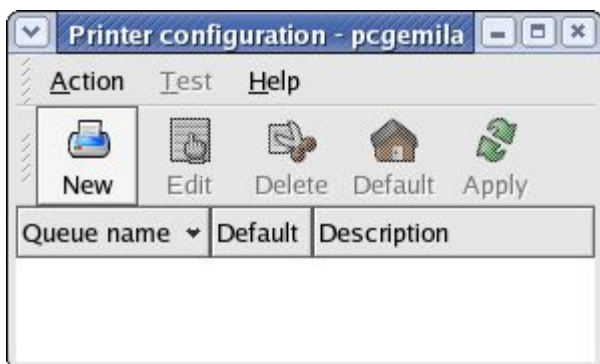 Printer configuration - pcgemila
Action Test Help
New Edit Delete Default Apply
Queue name Default Description